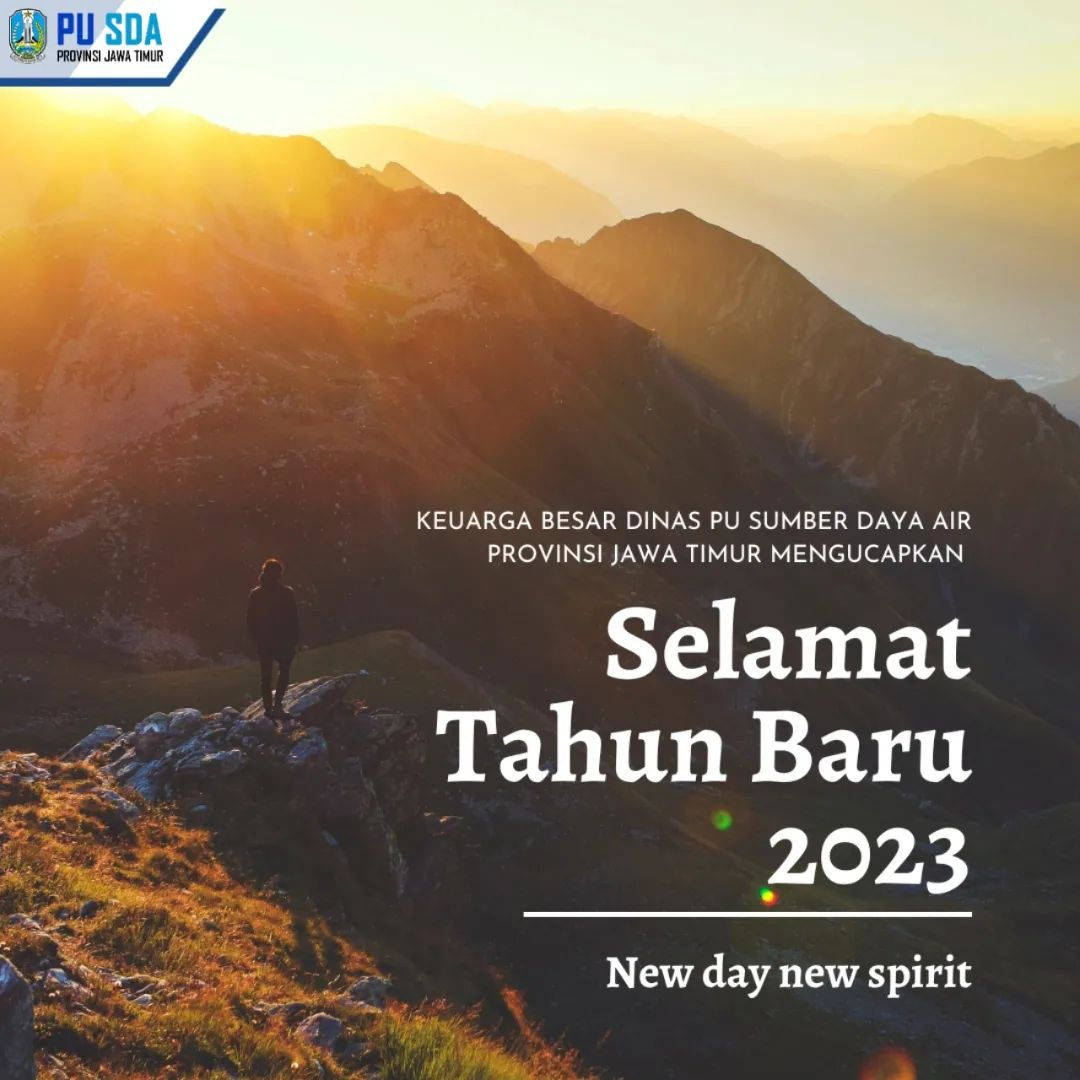 PU SDA
PROVINSI JAWA TIMUR
KEUARGA BESAR DINAS PU SUMBER DAYA AIR
PROVINSI JAWA TIMUR MENGUCAPKAN
Selamat
Tahun Baru
2023
New day new spirit